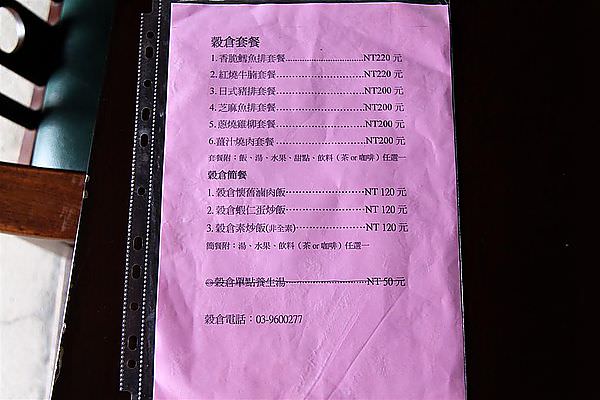 穀倉套餐
1.香脆鱈魚排套餐..............................NT220 元
2.紅燒牛腩套餐..............................NT220 元
3.日式豬排套餐..............................NT200 元
4.芝麻魚排套餐..............................NT200 元
5.蔥燒雞柳套餐..............................NT200 元
6.薑汁燒肉套餐..............................NT200 元
套餐附：飯、湯、水果、甜點、飲料（茶 or 咖啡）任選一
穀倉簡餐
1. 穀倉懷舊滷肉飯..............................NT 120 元
2. 穀倉蝦仁蛋炒飯..............................NT 120 元
3. 穀倉素炒飯(非全素)..............................NT 120 元
簡餐附：湯、水果、飲料（茶 or 咖啡）任選一
◎穀倉單點養生湯..............................NT 50 元
穀倉電話：03-9600277